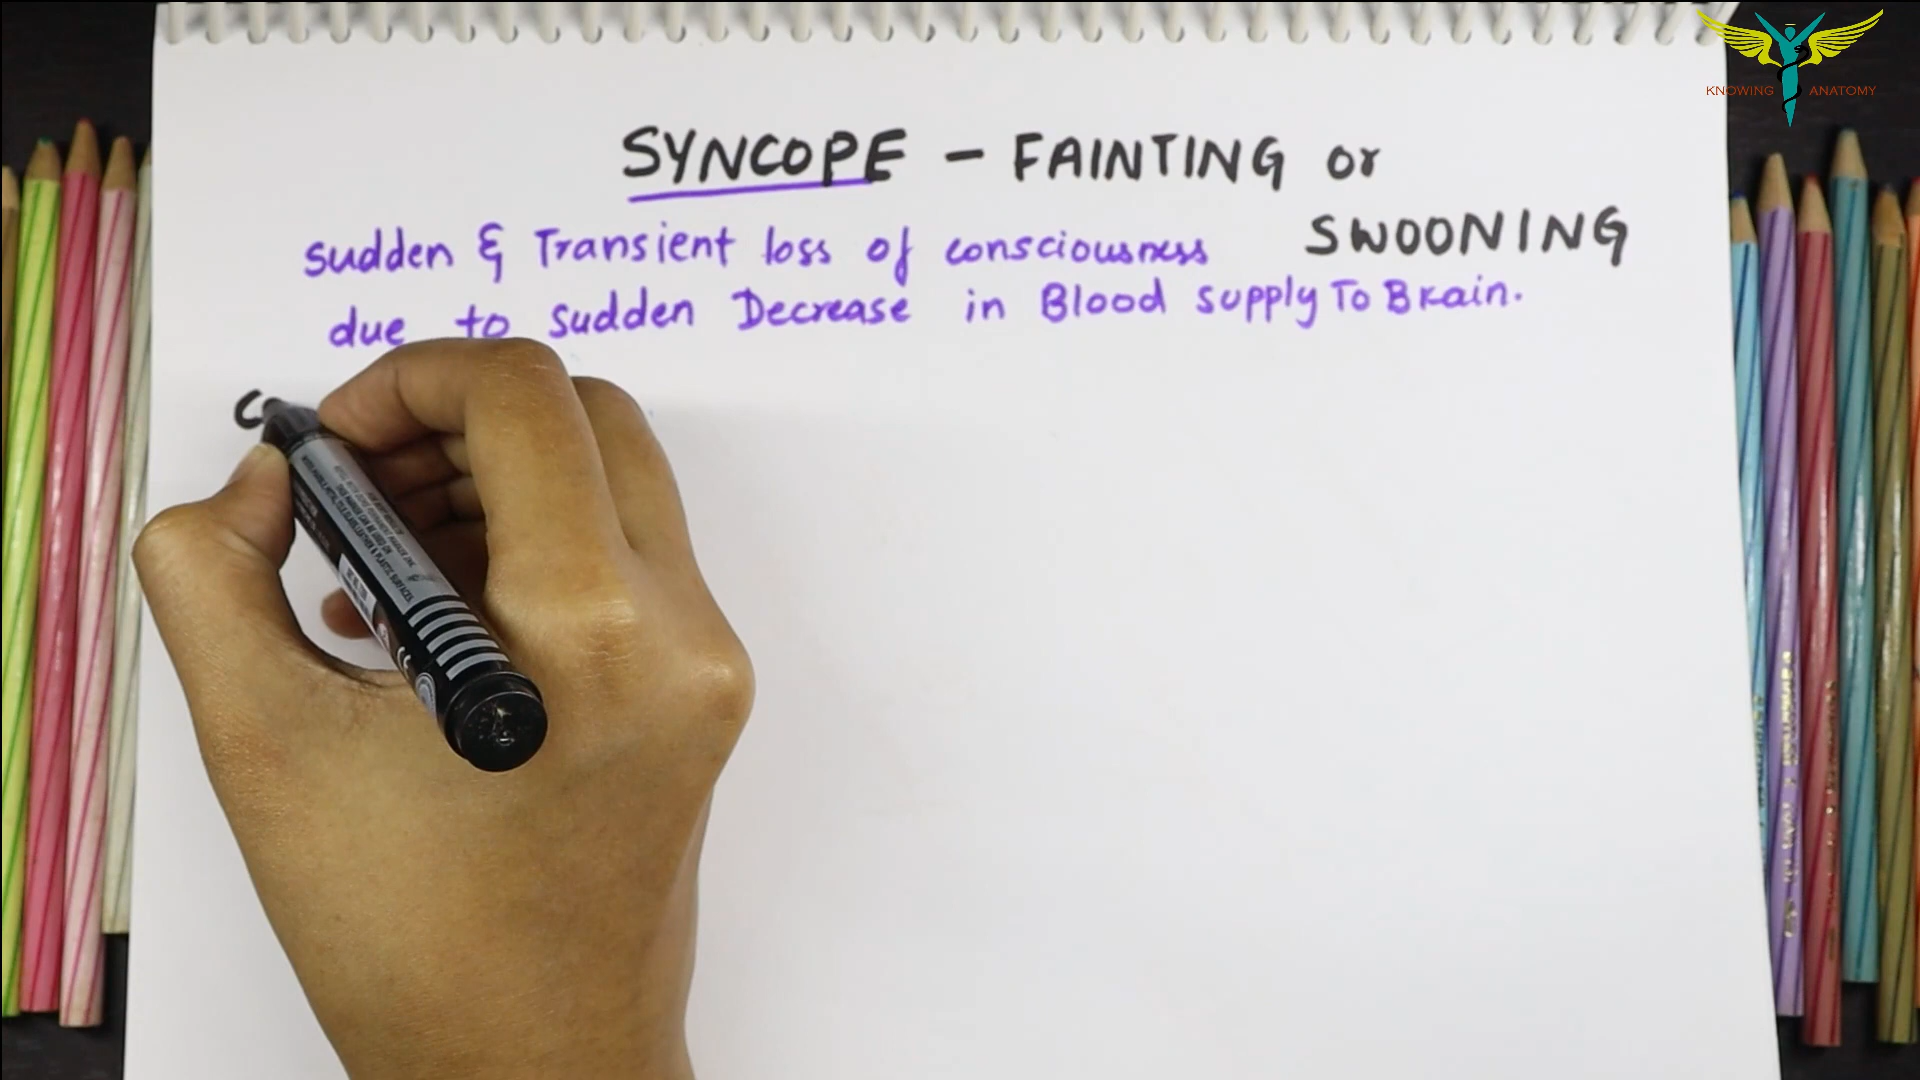 KNOWING ANATOMY
SYNCOPE - FAINTING or
SWOONING
Sudden & Transient loss of consciousness
due to sudden Decrease in Blood supply To Brain.